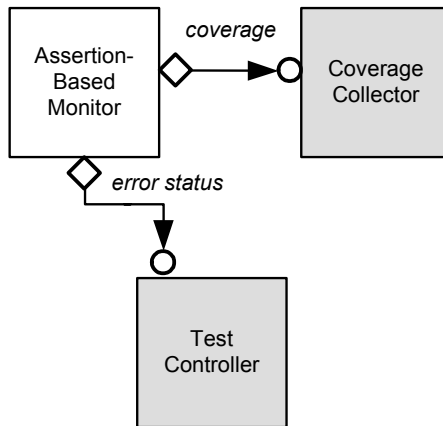 coverage
Assertion-
Based
Monitor
Coverage
Collector
error status
Test
Controller